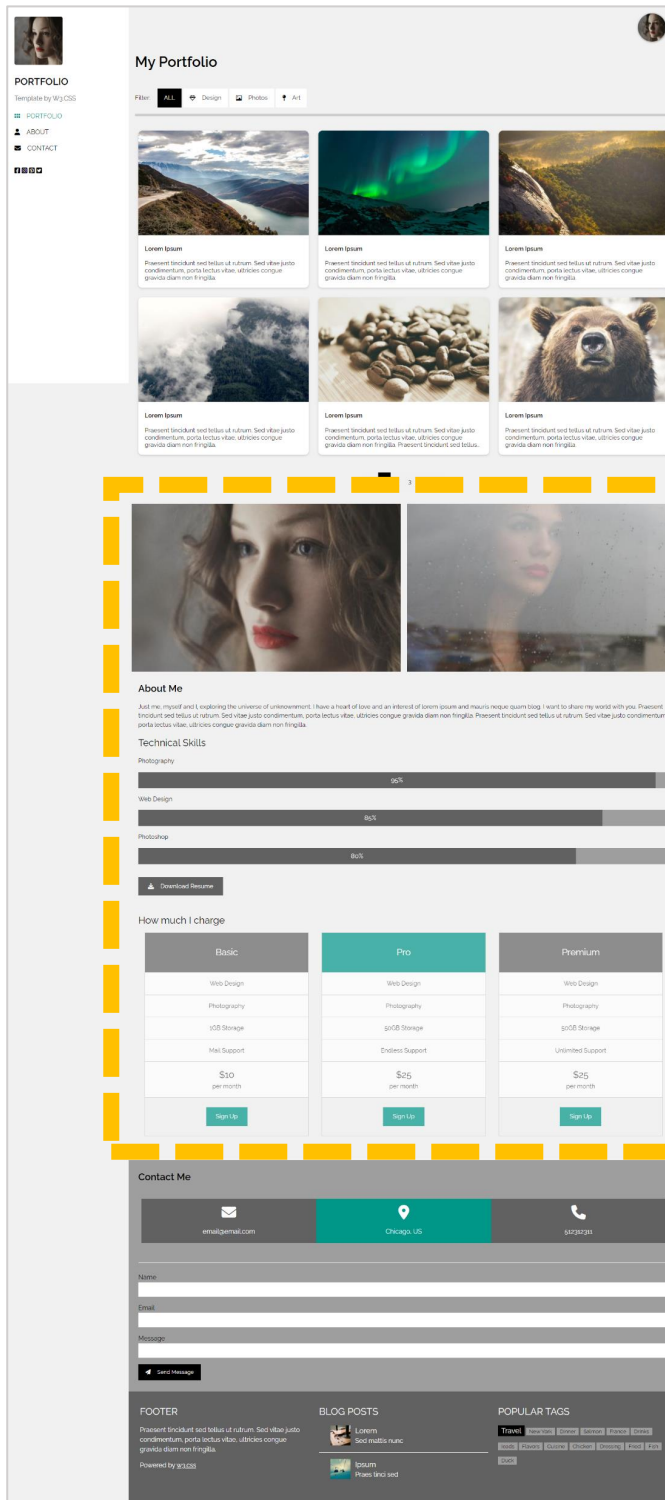 PORTFOLIO
Template by W3.CSS
PORTFOLIO
ABOUT
CONTACT
My Portfolio
Filter: ALL Design Photos Art
Lorem Ipsum
Praesent tincidunt sed tellus ut rutrum. Sed vitae justo
condimentum, porta lectus vitae, ultricies congue
gravida diam non fringilla.
Lorem Ipsum
Praesent tincidunt sed tellus ut rutrum. Sed vitae justo
condimentum, porta lectus vitae, ultricies congue
gravida diam non fringilla.
Lorem Ipsum
Praesent tincidunt sed tellus ut rutrum. Sed vitae justo
condimentum, porta lectus vitae, ultricies congue
gravida diam non fringilla.
Lorem Ipsum
Praesent tincidunt sed tellus ut rutrum. Sed vitae justo
condimentum, porta lectus vitae, ultricies congue
gravida diam non fringilla.
Lorem Ipsum
Praesent tincidunt sed tellus ut rutrum. Sed vitae justo
condimentum, porta lectus vitae, ultricies congue
gravida diam non fringilla. Praesent tincidunt sed tellus...
Lorem Ipsum
Praesent tincidunt sed tellus ut rutrum. Sed vitae justo
condimentum, porta lectus vitae, ultricies congue
gravida diam non fringilla.
3
About Me
Just me, myself and I, exploring the universe of unknownment. I have a heart of love and an interest of lorem ipsum and mauris neque quam blog. I want to share my world with you. Praesent
tincidunt sed tellus ut rutrum. Sed vitae justo condimentum, porta lectus vitae, ultricies congue gravida diam non fringilla. Praesent tincidunt sed tellus ut rutrum. Sed vitae justo condimentum,
porta lectus vitae, ultricies congue gravida diam non fringilla.
Technical Skills
Photography
95%
Web Design
85%
Photoshop
80%
Download Resume
How much I charge
Basic
Web Design
Photography
1GB Storage
Mail Support
$10
per month
Sign Up
Pro
Web Design
Photography
50GB Storage
Endless Support
$25
per month
Sign Up
Premium
Web Design
Photography
50GB Storage
Unlimited Support
$25
per month
Sign Up
Contact Me
email@email.com
Chicago, US
512312311
Name
Email
Message
Send Message
FOOTER
Praesent tincidunt sed tellus ut rutrum. Sed vitae justo
condimentum, porta lectus vitae, ultricies congue
gravida diam non fringilla.
Powered by w3.css
BLOG POSTS
Lorem
Sed mattis nunc
Ipsum
Praes tinci sed
POPULAR TAGS
Travel New York Dinner Salmon France Drinks
Flavors Cuisine Chicken Dressing Fried Fish
Duck